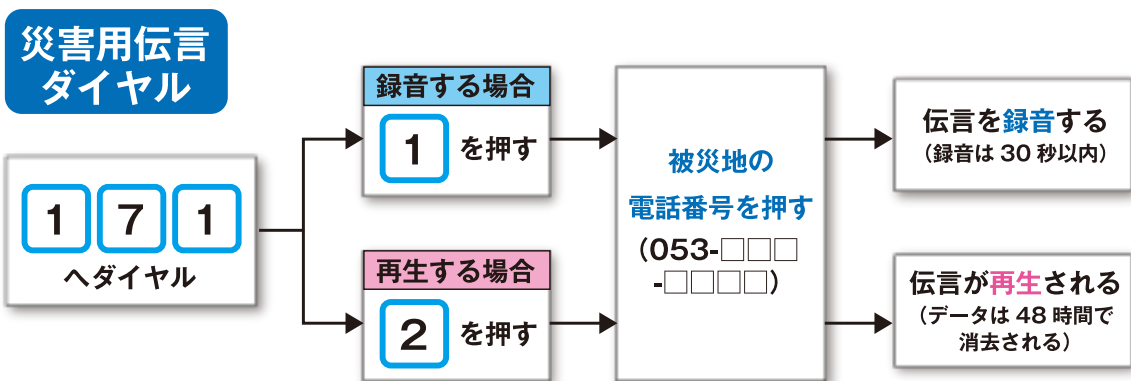 災害用伝言
ダイヤル
1 7 1
へダイヤル
録音する場合
1 を押す
再生する場合
2 を押す
被災地の
電話番号を押す
（053-□□□
-□□□□）
伝言を録音する
（録音は 30 秒以内）
伝言が再生される
（データは 48 時間で
消去される）